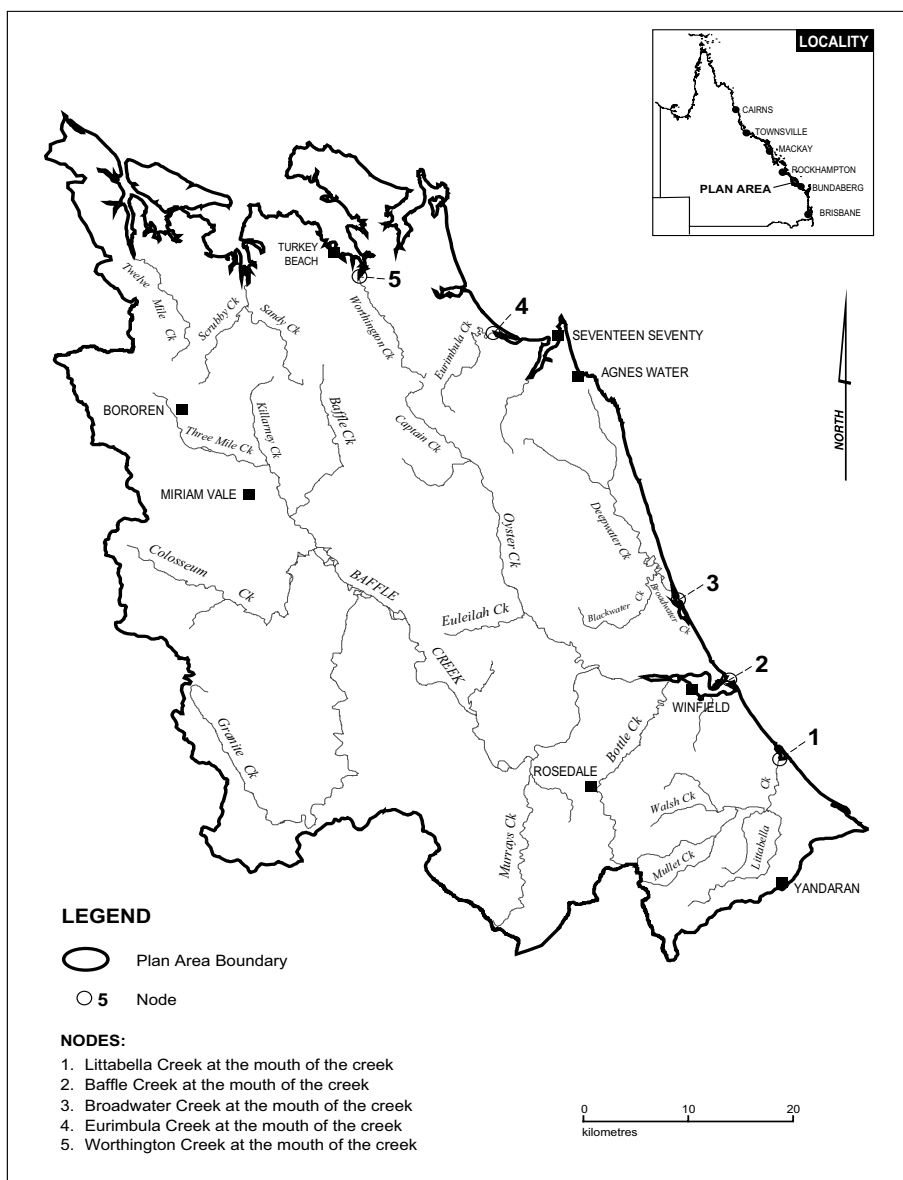 LOCALITY
CAIRNS
TOWNSVILLE
MACKAY
ROCKHAMPTON
PLAN AREA
BUNDABERG
BRISBANE
TURKEY
BEACH
5
Twelve
Mile
Ck
Scrubby Ck
Sandy Ck
Worthington Ck
4
Eurimbula Ck
SEVENTEEN SEVENTY
AGNES WATER
NORTH
BOROREN
Three Mile Ck
Killarney Ck
Baffle Ck
Captain Ck
MIRIAM VALE
Colosseum
Ck
Oyster Ck
Deepwater Ck
BAFFLE
CREEK
Euleilah Ck
Blackwater Ck
Broadwater Ck
3
2
WINFIELD
1
Granite
Ck
Bottle Ck
ROSEDALE
Murrays Ck
Walsh Ck
Mullet Ck
Littabella
Ck
YANDARAN
LEGEND
Plan Area Boundary
5 Node
NODES:
1. Littabella Creek at the mouth of the creek
2. Baffle Creek at the mouth of the creek
3. Broadwater Creek at the mouth of the creek
4. Eurimbula Creek at the mouth of the creek
5. Worthington Creek at the mouth of the creek
0 10 20
kilometres